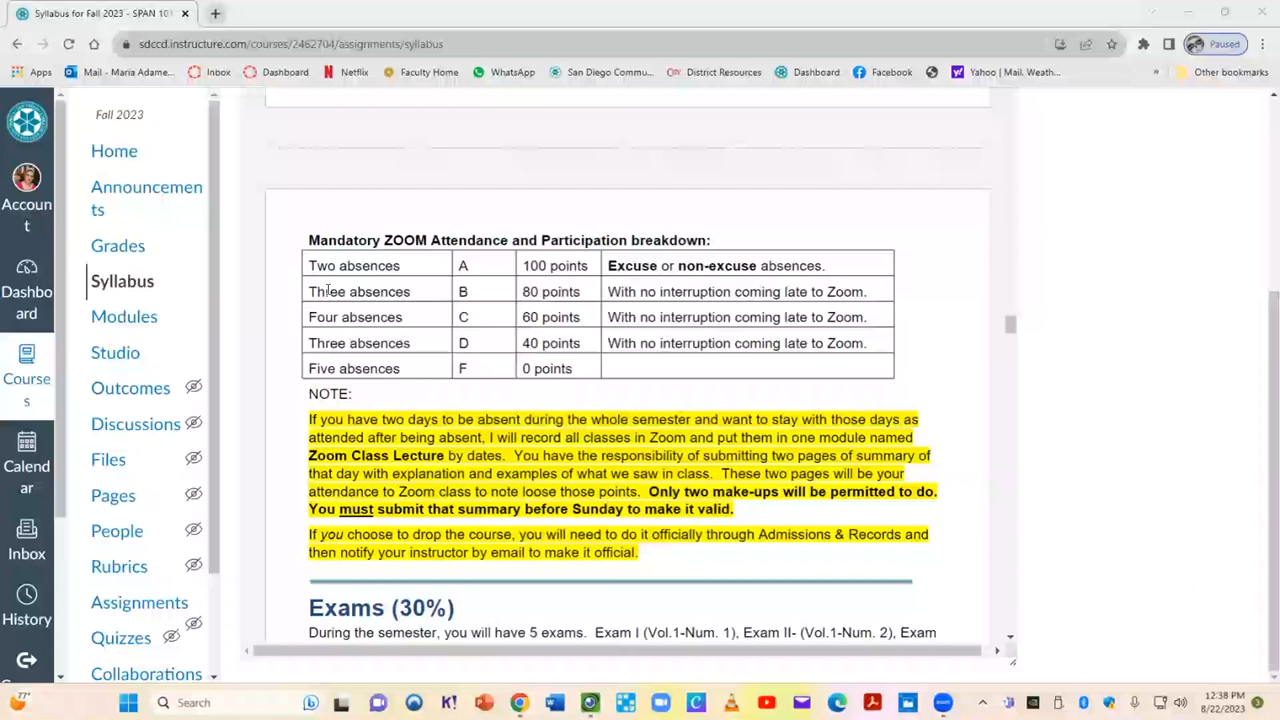 Syllabus for Fall 2023 - SPAN 101
sdccd.instructure.com/courses/2462704/assignments/syllabus
Paused
Apps
Mail - Maria Adame...
Inbox
Dashboard
Netflix
Faculty Home
WhatsApp
San Diego Commu...
District Resources
Dashboard
Facebook
Yahoo | Mail, Weath...
»
Other bookmarks
Accoun
t
Dashbo
ard
Course
s
Calend
ar
Inbox
History
Fall 2023
Home
Announcemen
ts
Grades
Syllabus
Modules
Studio
Outcomes
Discussions
Files
Pages
People
Rubrics
Assignments
Quizzes
Collaborations
Mandatory ZOOM Attendance and Participation breakdown:
Two absences A 100 points Excuse or non-excuse absences.
Three absences B 80 points With no interruption coming late to Zoom.
Four absences C 60 points With no interruption coming late to Zoom.
Three absences D 40 points With no interruption coming late to Zoom.
Five absences F 0 points
NOTE:
If you have two days to be absent during the whole semester and want to stay with those days as
attended after being absent, I will record all classes in Zoom and put them in one module named
Zoom Class Lecture by dates.  You have the responsibility of submitting two pages of summary of
that day with explanation and examples of what we saw in class.  These two pages will be your
attendance to Zoom class to note loose those points.  Only two make-ups will be permitted to do.
You must submit that summary before Sunday to make it valid.
If you choose to drop the course, you will need to do it officially through Admissions & Records and
then notify your instructor by email to make it official.
Exams (30%)
During the semester, you will have 5 exams.  Exam I (Vol.1-Num. 1), Exam II- (Vol.1-Num. 2), Exam
77°
Search
K!
12:38 PM
8/22/2023